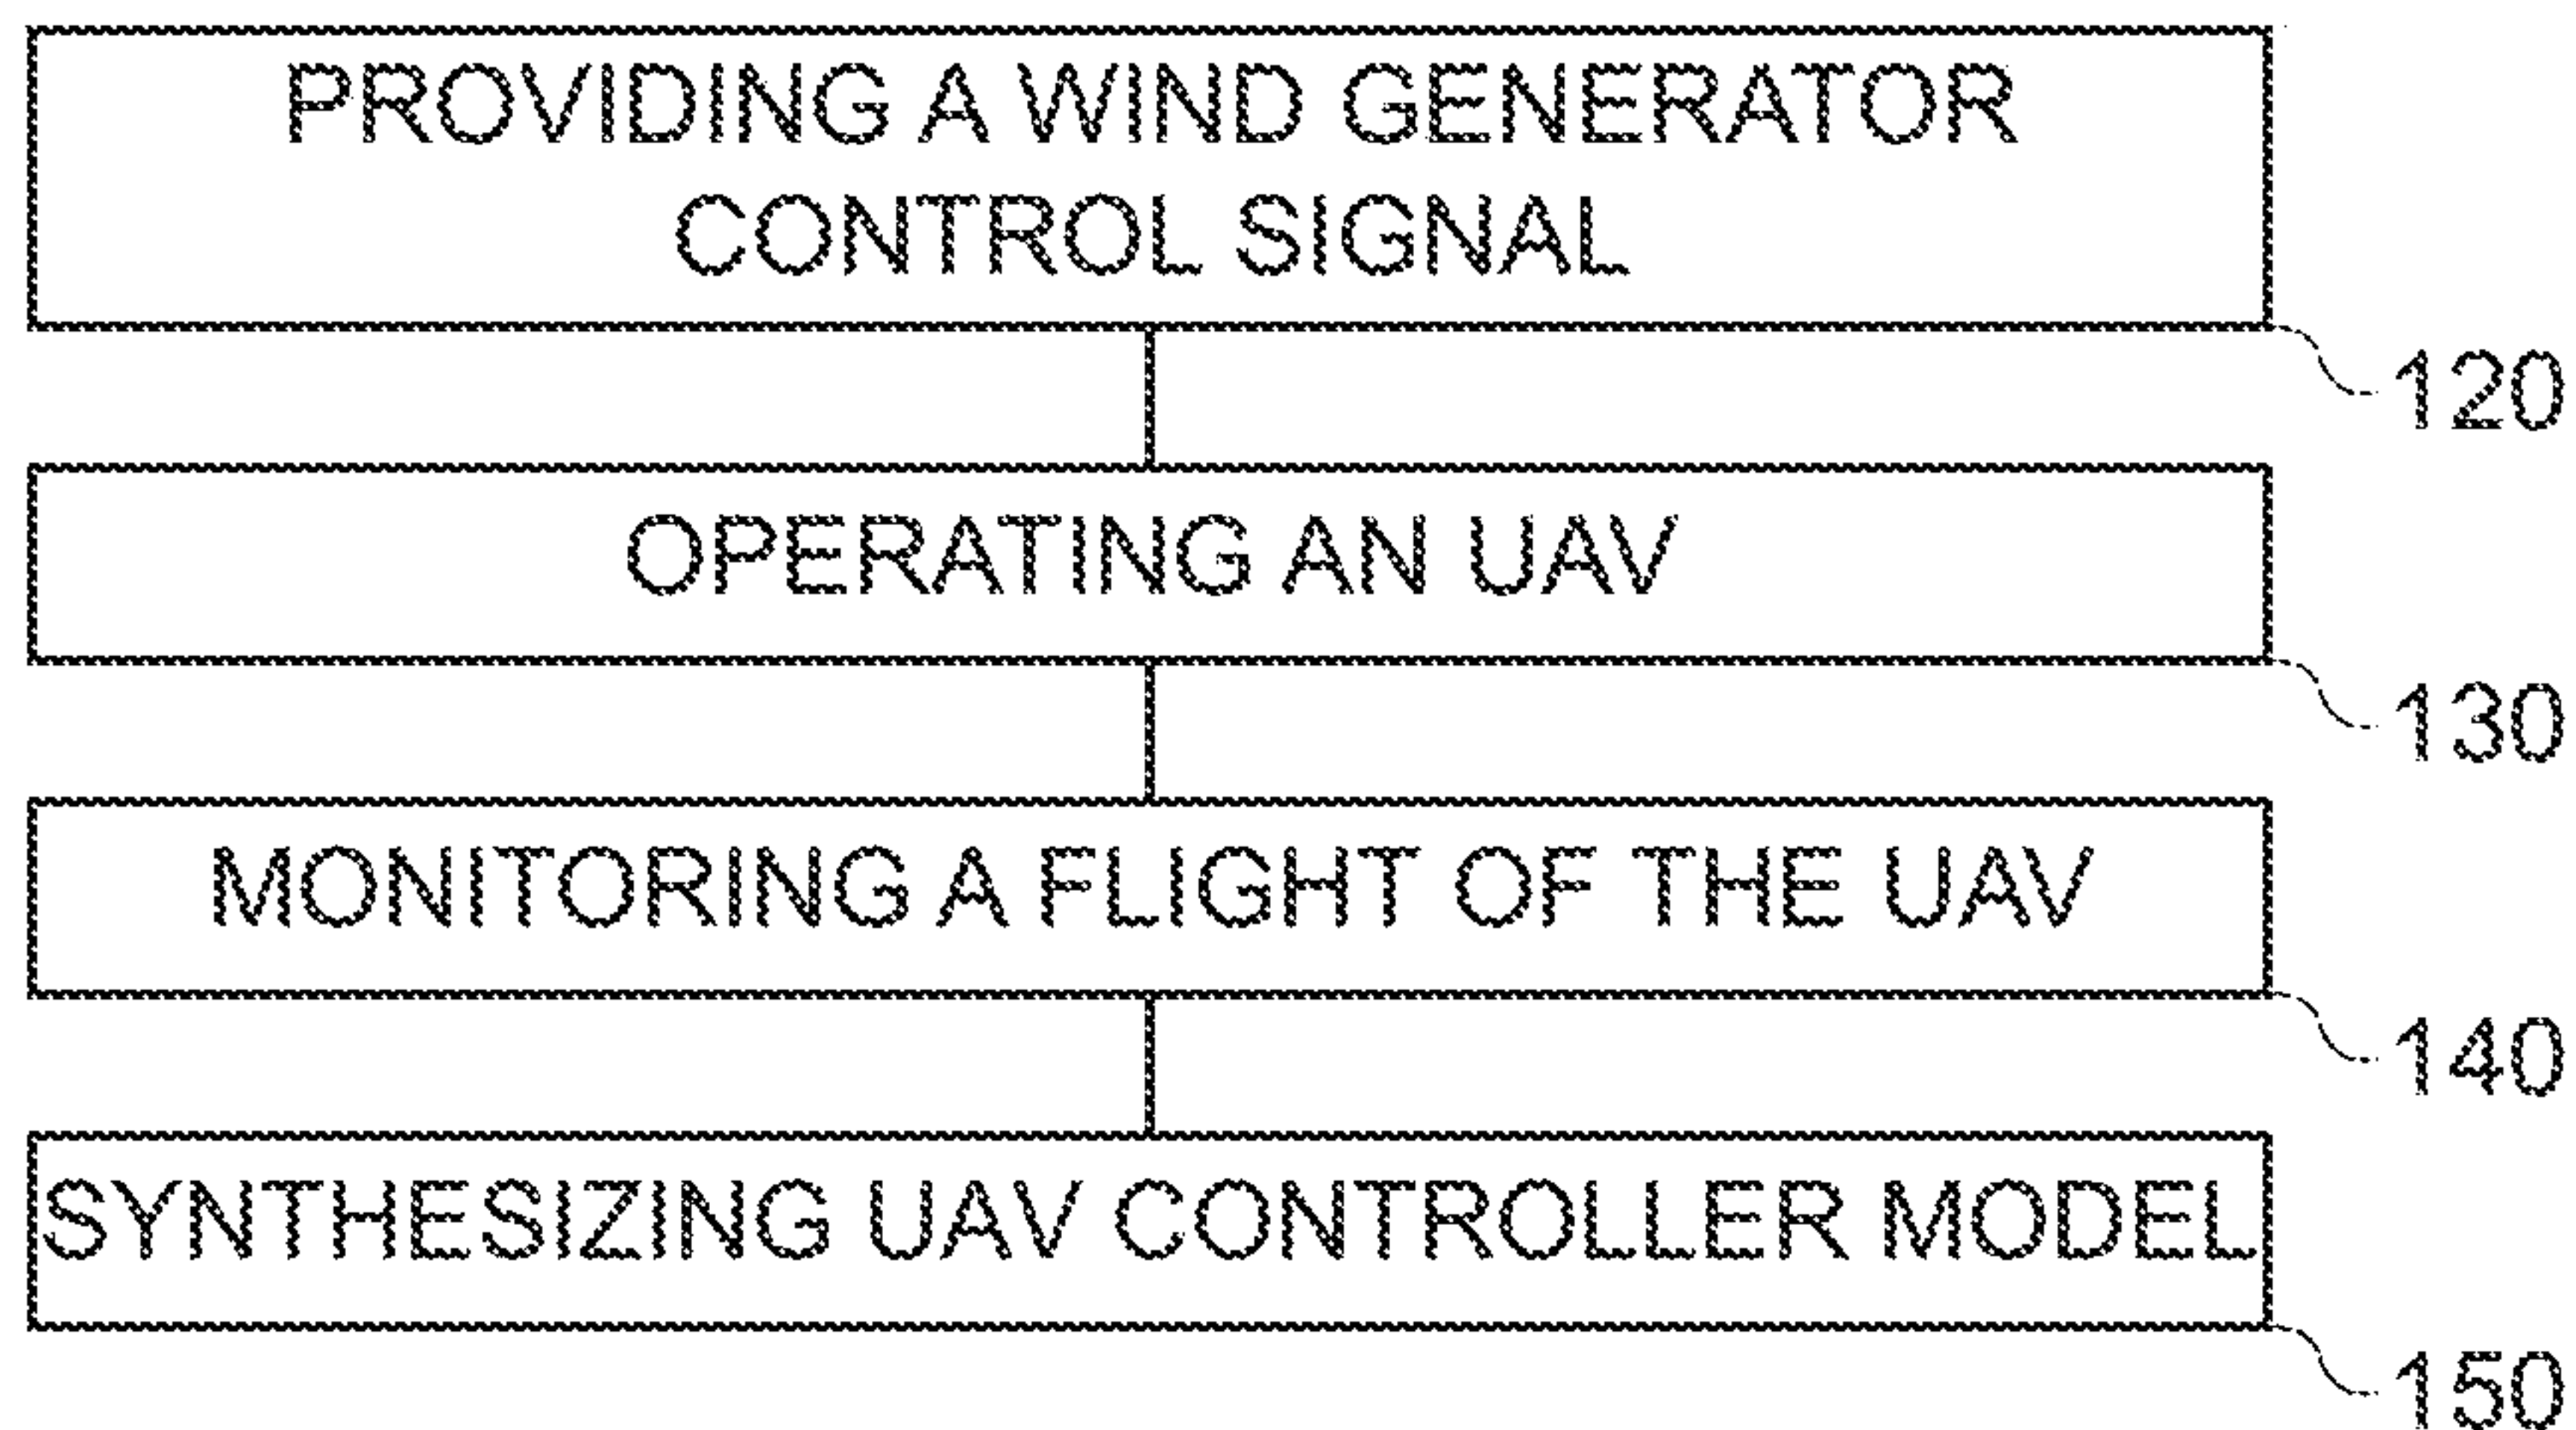 PROVIDING A WIND GENERATOR
CONTROL SIGNAL
120
OPERATING AN UAV
130
MONITORING A FLIGHT OF THE UAV
140
SYNTHESIZING UAV CONTROLLER MODEL
150